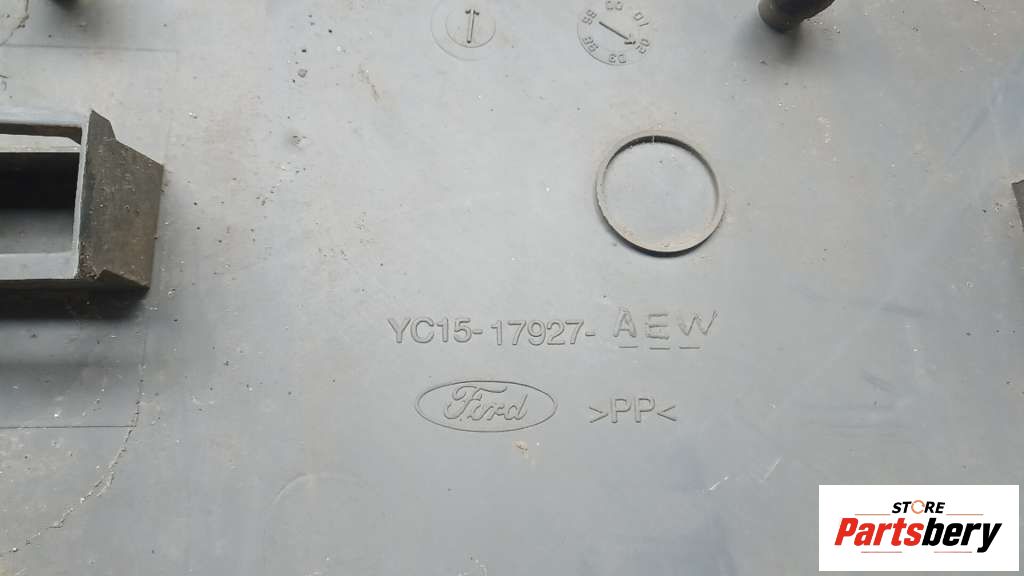 YC15-17927-AEW
Ford >PP<
STORE
Partsbery